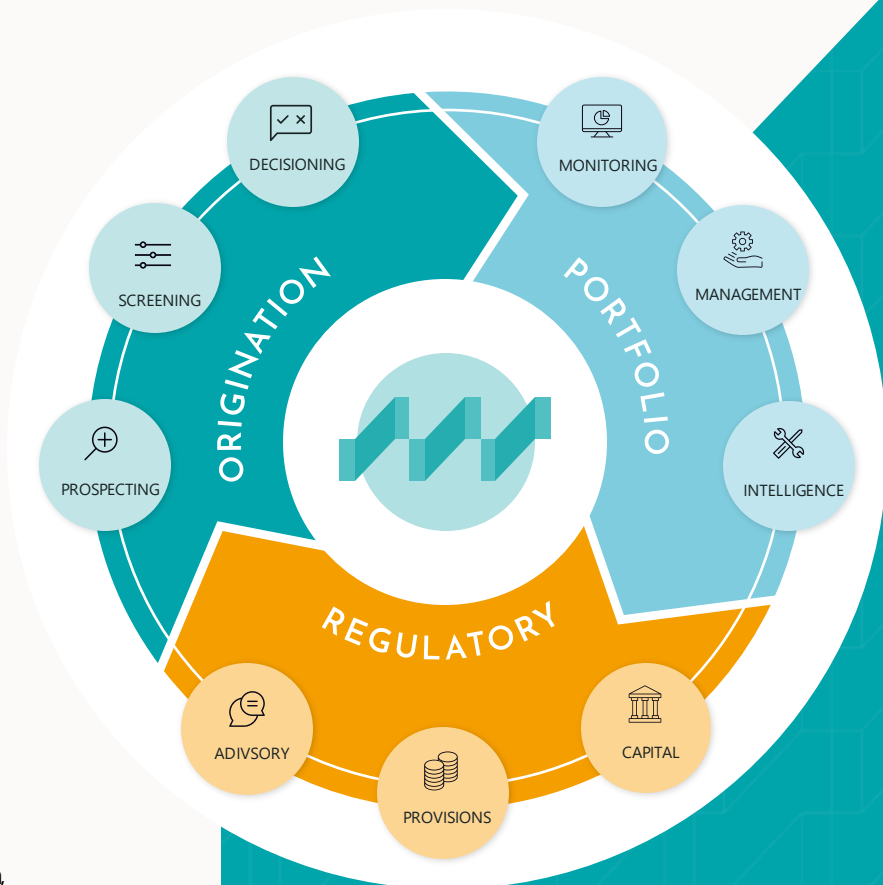 DECISIONING
MONITORING
SCREENING
MANAGEMENT
ORIGINATION
PORTFOLIO
PROSPECTING
INTELLIGENCE
REGULATORY
ADIVSORY
CAPITAL
PROVISIONS